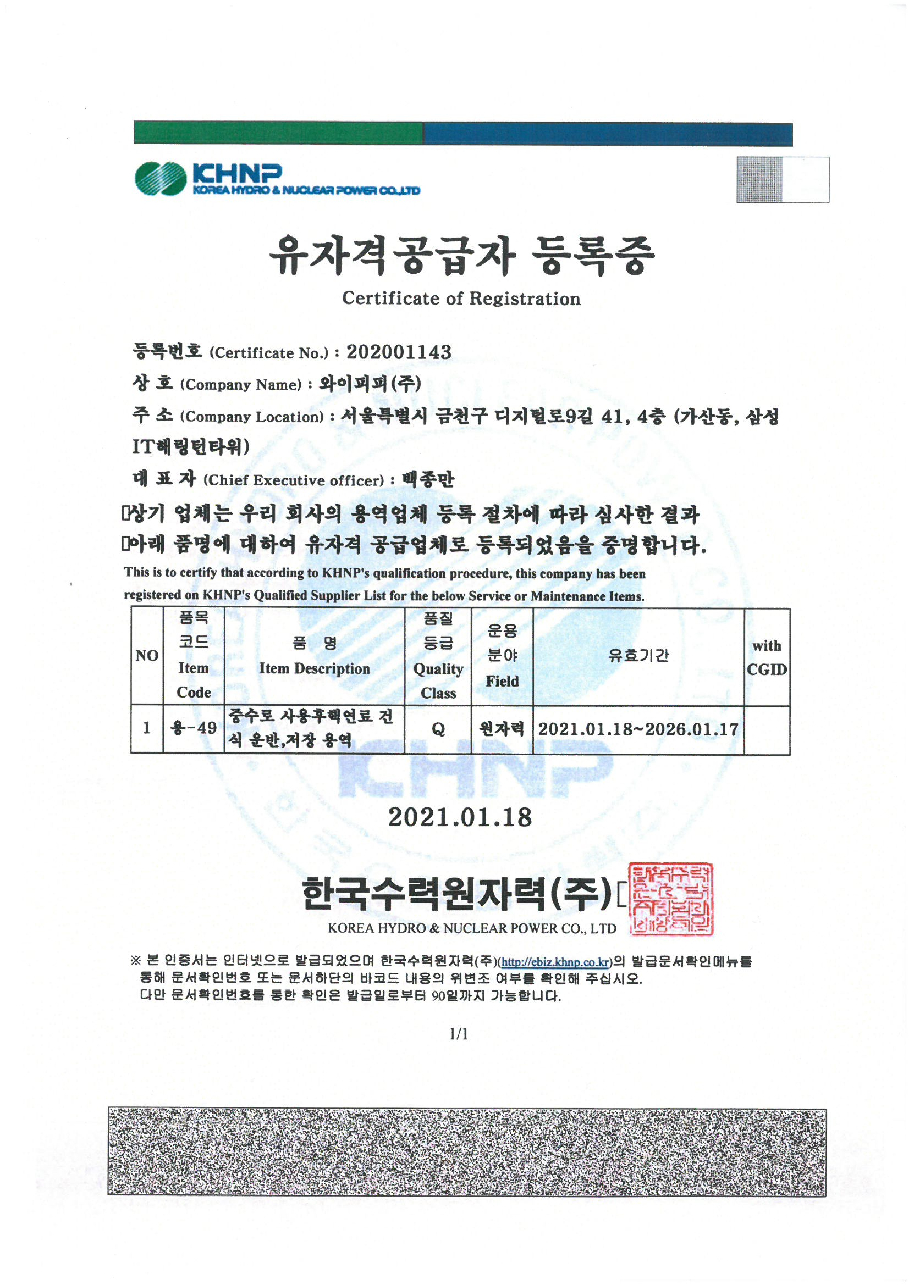 KHNP
KOREA HYDRO & NUCLEAR POWER CO.,LTD
유자격공급자 등록증
Certificate of Registration
등록번호 (Certificate No.) : 202001143
상 호 (Company Name) : 와이피피(주)
주 소 (Company Location) : 서울특별시 금천구 디지털로9길 41, 4층 (가산동, 삼성
IT해링턴타워)
대 표 자 (Chief Executive officer) : 백종만
상기 업체는 우리 회사의 용역업체 등록 절차에 따라 심사한 결과
아래 품명에 대하여 유자격 공급업체로 등록되었음을 증명합니다.
This is to certify that according to KHNP's qualification procedure, this company has been
registered on KHNP's Qualified Supplier List for the below Service or Maintenance Items.
NO 품목 코드 Item Code 품 명 Item Description 품질 등급 Quality Class 운용 분야 Field 유효기간 with CGID
1 용-49 중수로 사용후핵연료 건식 운반,저장 용역 Q 원자력 2021.01.18~2026.01.17
KHNP
2021.01.18
한국수력원자력(주)
KOREA HYDRO & NUCLEAR POWER CO., LTD
※ 본 인증서는 인터넷으로 발급되었으며 한국수력원자력(주)(http://ebiz.khnp.co.kr)의 발급문서확인메뉴를
통해 문서확인번호 또는 문서하단의 바코드 내용의 위변조 여부를 확인해 주십시오.
다만 문서확인번호를 통한 확인은 발급일로부터 90일까지 가능합니다.
1/1